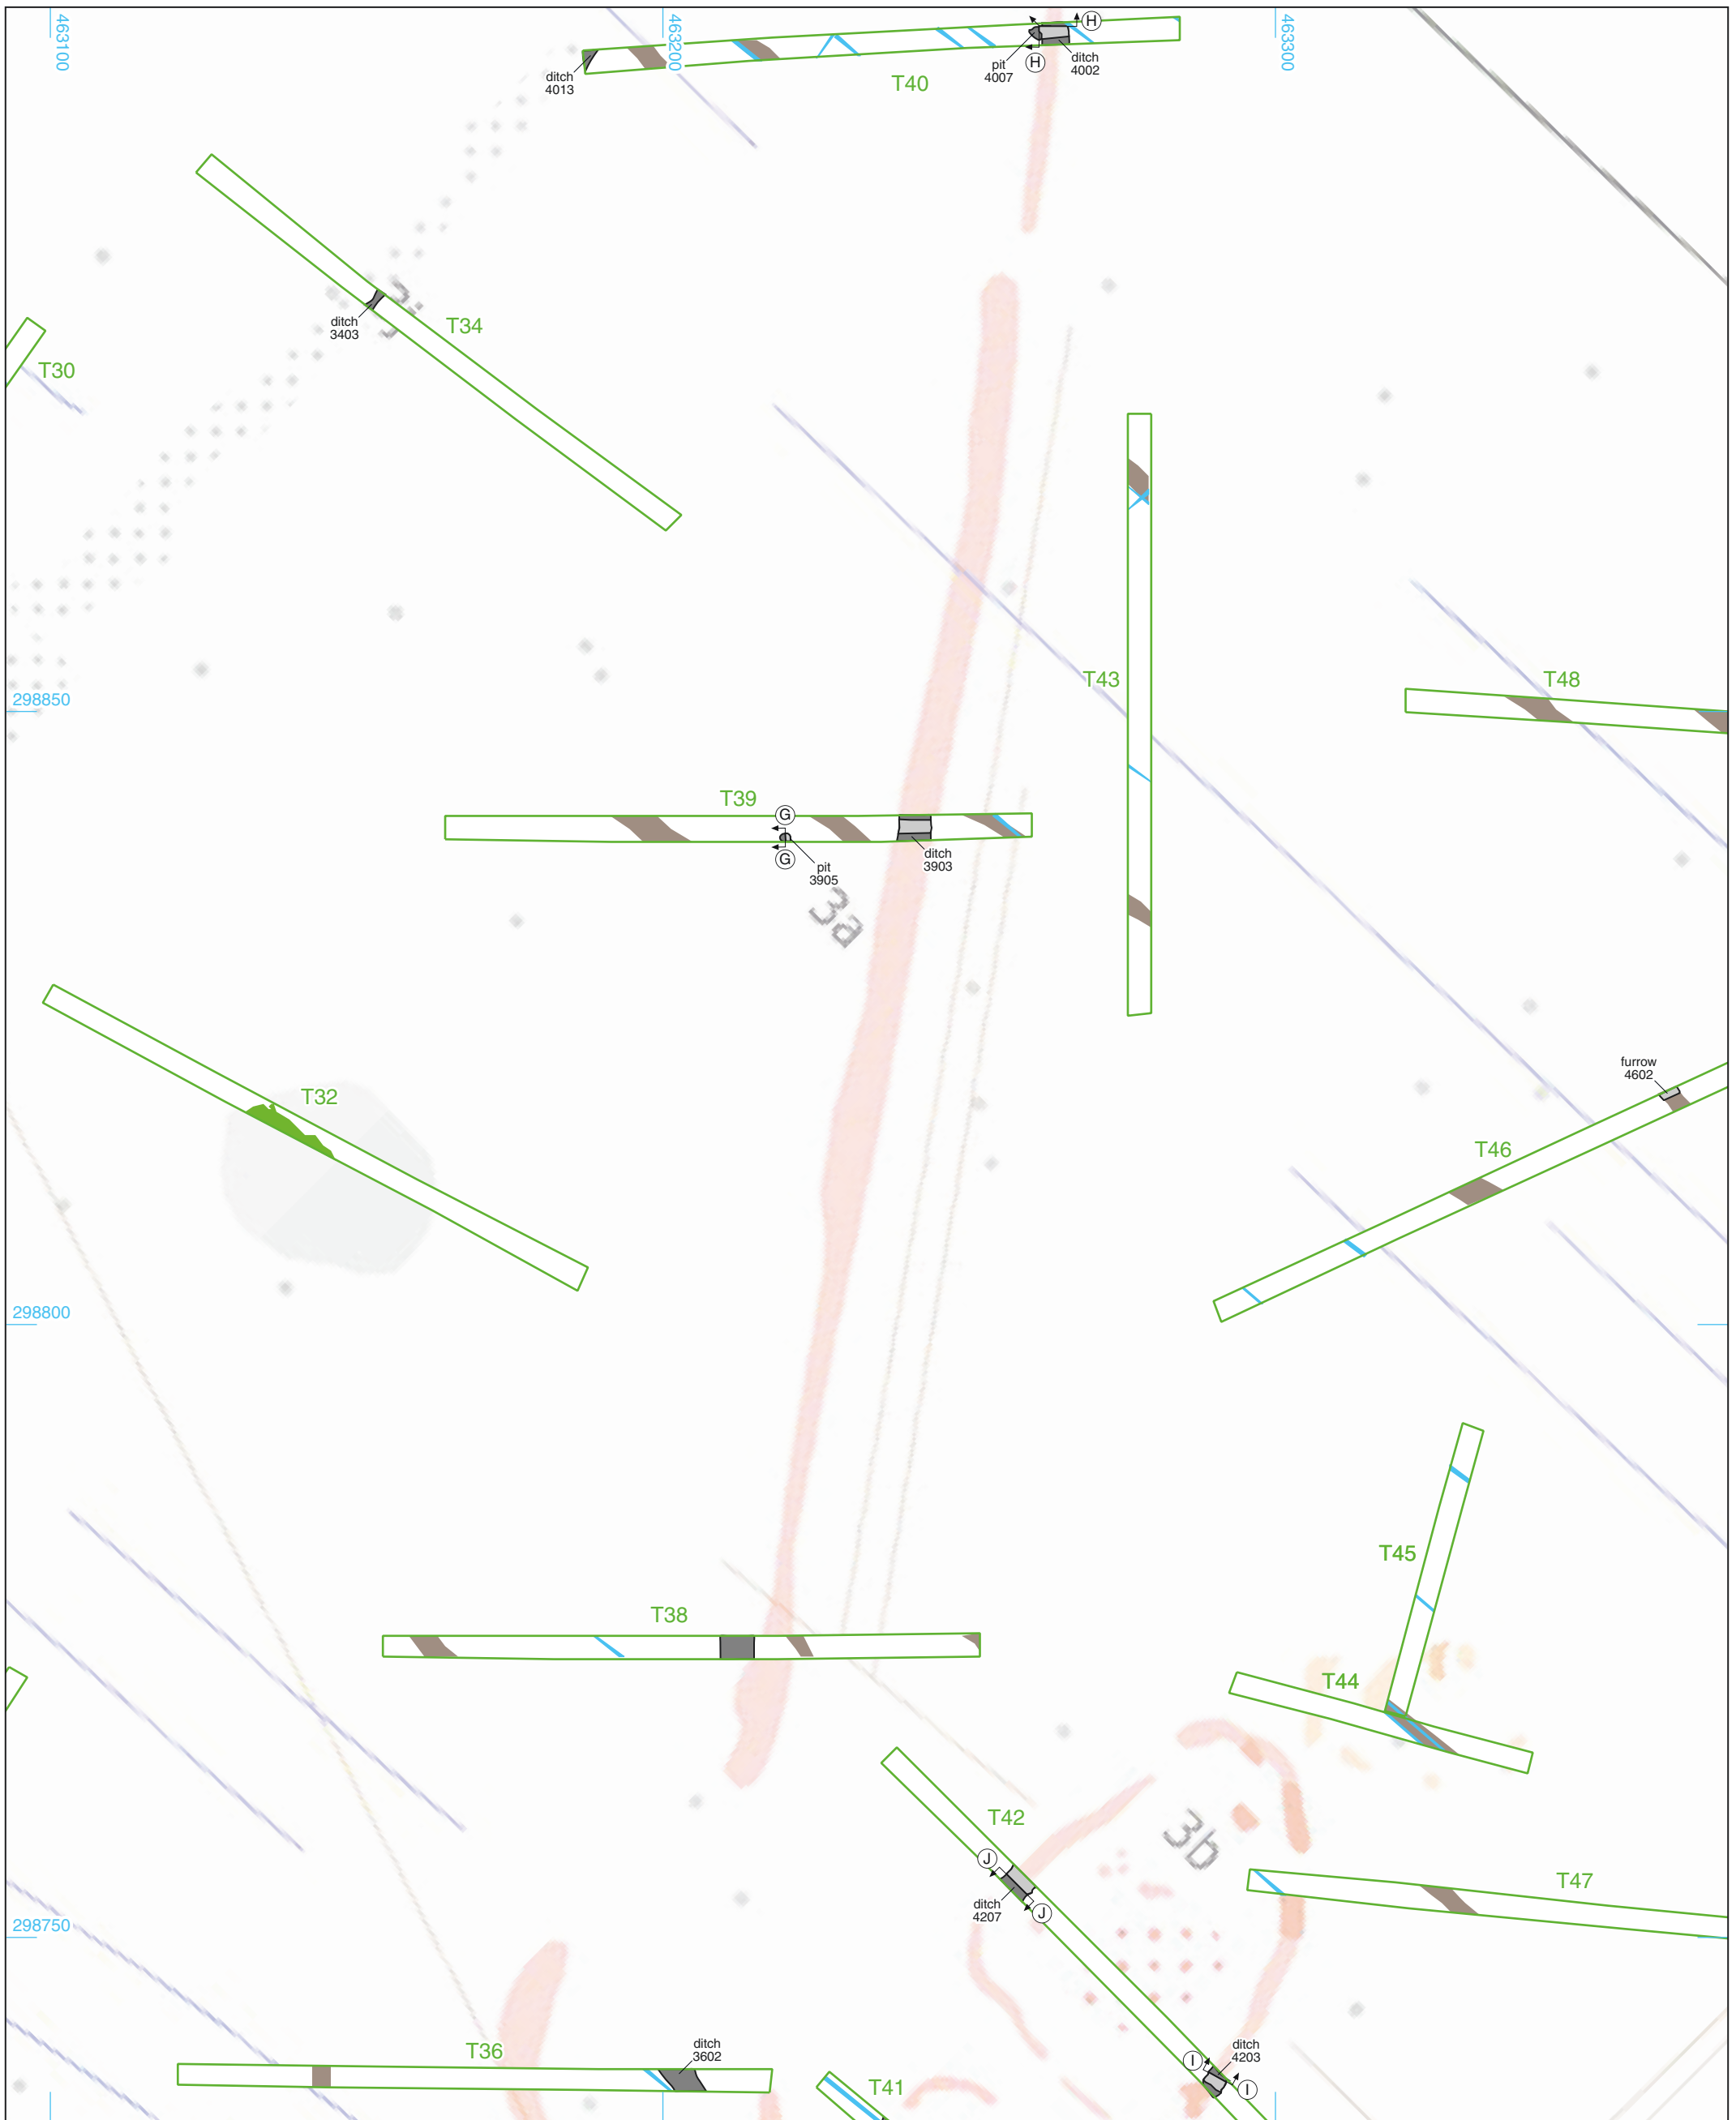 463100
463200
463300
H
H
pit
4007
ditch
4002
ditch
4013
T40
ditch
3403
T34
T30
T43
T48
298850
T39
G
G
pit
3905
ditch
3903
3a
furrow
4602
T32
T46
298800
T45
T38
T44
T42
3b
J
J
ditch
4207
T47
298750
T36
ditch
3602
ditch
4203
I
I
T41